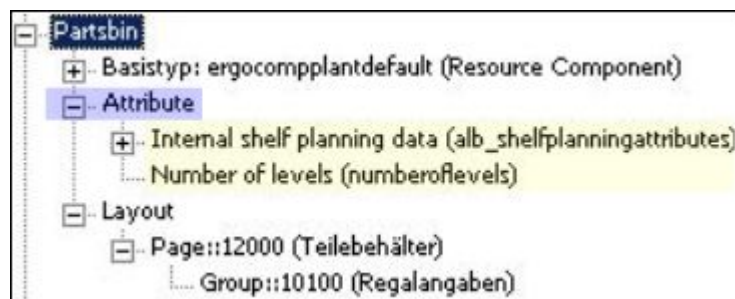 Partsbin
Basistyp: ergocompplantdefault (Resource Component)
Attribute
Internal shelf planning data (alb_shelfplanningattributes)
Number of levels (numberoflevels)
Layout
Page::12000 (Teilebehälter)
Group::10100 (Regalangaben)